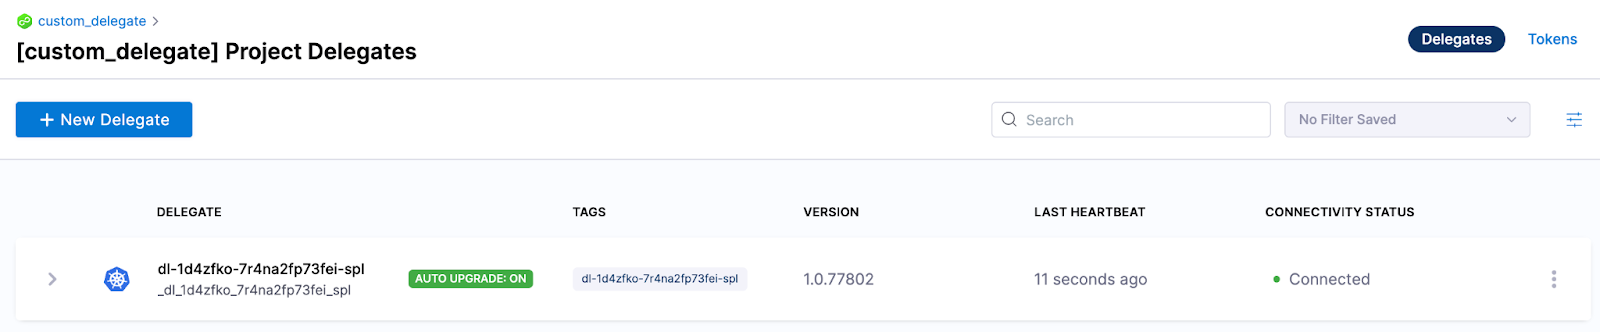 custom_delegate >
[custom_delegate] Project Delegates
Delegates
Tokens
+ New Delegate
Search
No Filter Saved
DELEGATE TAGS VERSION LAST HEARTBEAT CONNECTIVITY STATUS
dl-1d4zfko-7r4na2fp73fei-spl
_dl_1d4zfko_7r4na2fp73fei_spl
AUTO UPGRADE: ON
dl-1d4zfko-7r4na2fp73fei-spl
1.0.77802
11 seconds ago
Connected